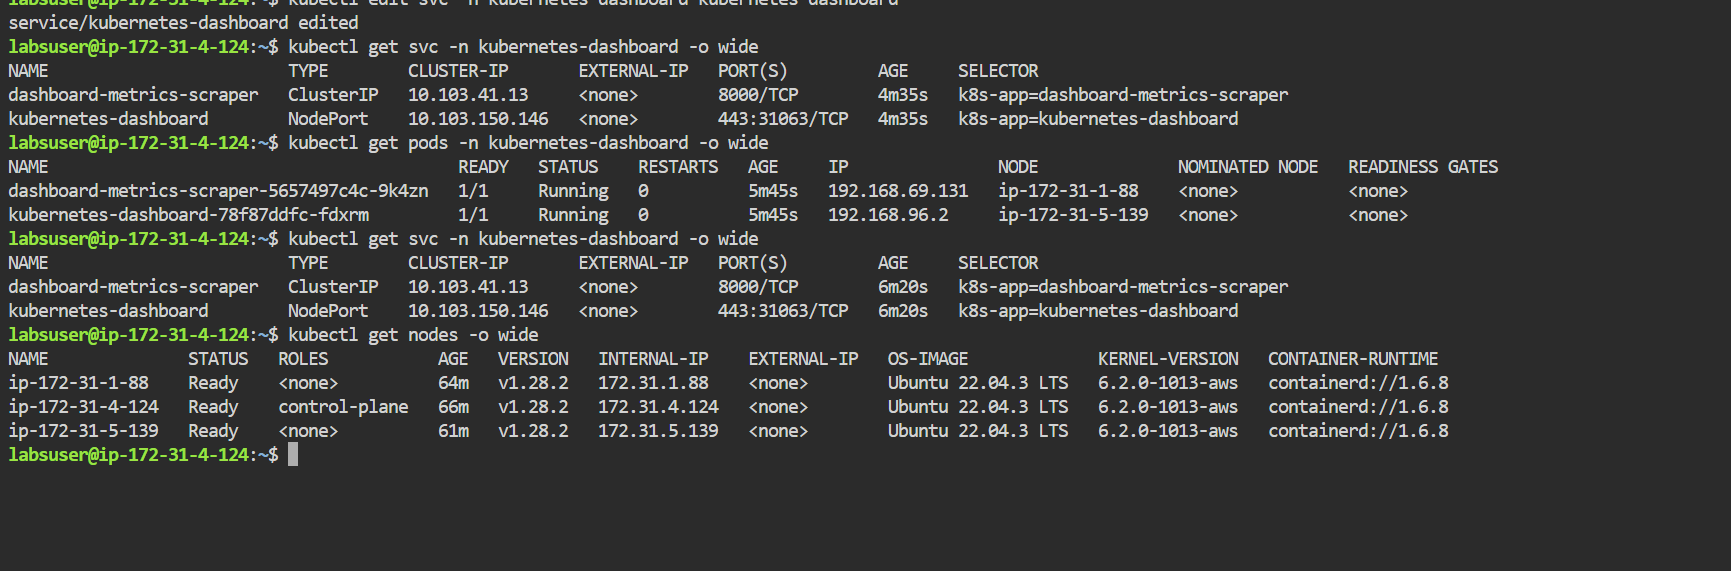 kubectl edit svc -n kubernetes-dashboard kubernetes-dashboard
service/kubernetes-dashboard edited
labsuser@ip-172-31-4-124:~$ kubectl get svc -n kubernetes-dashboard -o wide
NAME TYPE CLUSTER-IP EXTERNAL-IP PORT(S) AGE SELECTOR
dashboard-metrics-scraper ClusterIP 10.103.41.13 <none> 8000/TCP 4m35s k8s-app=dashboard-metrics-scraper
kubernetes-dashboard NodePort 10.103.150.146 <none> 443:31063/TCP 4m35s k8s-app=kubernetes-dashboard
labsuser@ip-172-31-4-124:~$ kubectl get pods -n kubernetes-dashboard -o wide
NAME READY STATUS RESTARTS AGE IP NODE NOMINATED NODE READINESS GATES
dashboard-metrics-scraper-5657497c4c-9k4zn 1/1 Running 0 5m45s 192.168.69.131 ip-172-31-1-88 <none> <none>
kubernetes-dashboard-78f87ddfc-fdxrm 1/1 Running 0 5m45s 192.168.96.2 ip-172-31-5-139 <none> <none>
labsuser@ip-172-31-4-124:~$ kubectl get svc -n kubernetes-dashboard -o wide
NAME TYPE CLUSTER-IP EXTERNAL-IP PORT(S) AGE SELECTOR
dashboard-metrics-scraper ClusterIP 10.103.41.13 <none> 8000/TCP 6m20s k8s-app=dashboard-metrics-scraper
kubernetes-dashboard NodePort 10.103.150.146 <none> 443:31063/TCP 6m20s k8s-app=kubernetes-dashboard
labsuser@ip-172-31-4-124:~$ kubectl get nodes -o wide
NAME STATUS ROLES AGE VERSION INTERNAL-IP EXTERNAL-IP OS-IMAGE KERNEL-VERSION CONTAINER-RUNTIME
ip-172-31-1-88 Ready <none> 64m v1.28.2 172.31.1.88 <none> Ubuntu 22.04.3 LTS 6.2.0-1013-aws containerd://1.6.8
ip-172-31-4-124 Ready control-plane 66m v1.28.2 172.31.4.124 <none> Ubuntu 22.04.3 LTS 6.2.0-1013-aws containerd://1.6.8
ip-172-31-5-139 Ready <none> 61m v1.28.2 172.31.5.139 <none> Ubuntu 22.04.3 LTS 6.2.0-1013-aws containerd://1.6.8
labsuser@ip-172-31-4-124:~$